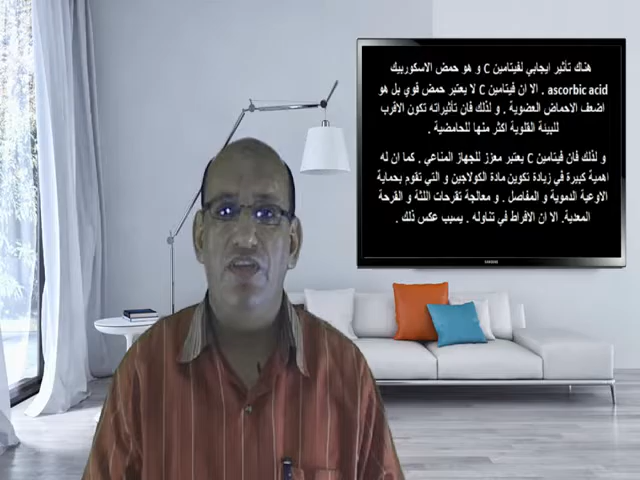 هناك تأثير ايجابي لفيتامين C و هو حمض الاسكوربيك
ascorbic acid . الا ان فيتامين C لا يعتبر حمض قوي بل هو
اضعف الاحماض العضوية . و لذلك فان تأثيراته تكون الاقرب
للبيئة القلوية اكثر منها للحامضية .
و لذلك فان فيتامين C يعتبر معزز للجهاز المناعي . كما ان له
اهمية كبيرة في زيادة تكوين مادة الكولاجين و التي تقوم بحماية
الاوعية الدموية و المفاصل . و معالجة تقرحات اللثة و القرحة
المعدية. الا ان الافراط في تناوله . يسبب عكس ذلك .
SAMSUNG